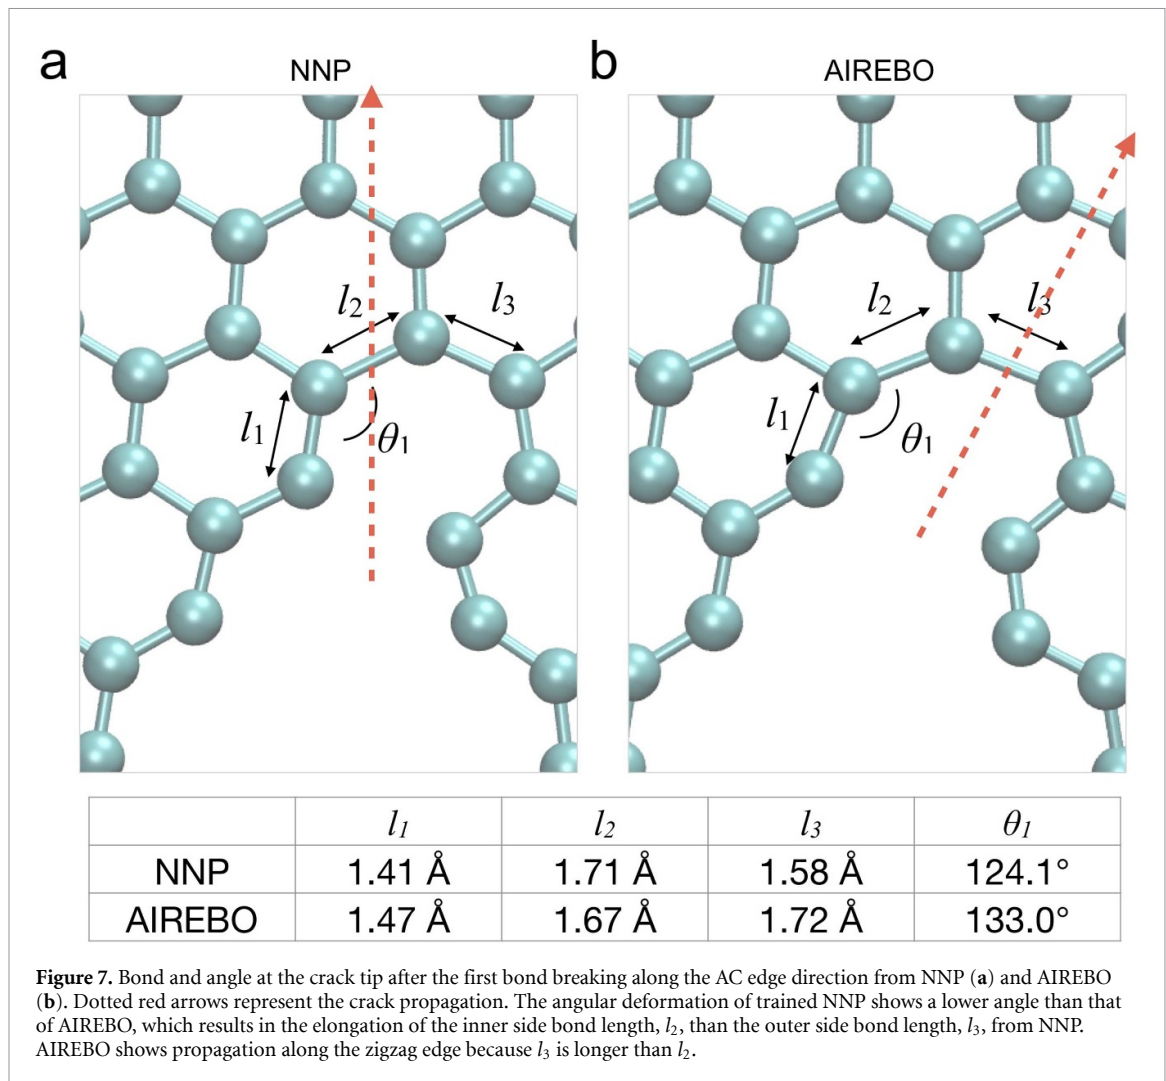 a
NNP
b
AIREBO
l2
l3
l1
θ1
l2
l3
l1
θ1
l1 l2 l3 θ1
NNP 1.41 Å 1.71 Å 1.58 Å 124.1°
AIREBO 1.47 Å 1.67 Å 1.72 Å 133.0°
Figure 7. Bond and angle at the crack tip after the first bond breaking along the AC edge direction from NNP (a) and AIREBO
(b). Dotted red arrows represent the crack propagation. The angular deformation of trained NNP shows a lower angle than that
of AIREBO, which results in the elongation of the inner side bond length, l2, than the outer side bond length, l3, from NNP.
AIREBO shows propagation along the zigzag edge because l3 is longer than l2.